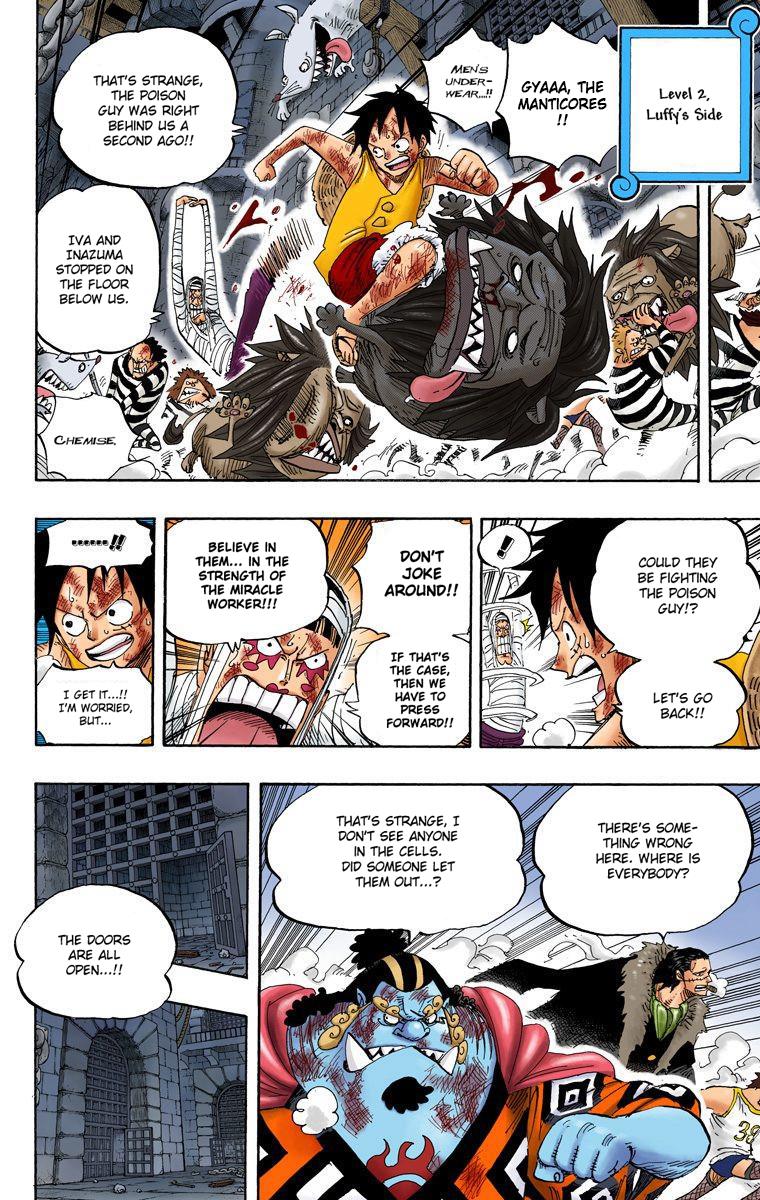 Level 2,
Luffy's Side
GYAAA, THE
MANTICORES
!!
MEN'S
UNDER-
WEAR...!!
THAT'S STRANGE,
THE POISON
GUY WAS RIGHT
BEHIND US A
SECOND AGO!!
IVA AND
INAZUMA
STOPPED ON
THE FLOOR
BELOW US.
CHEMISE.
COULD THEY
BE FIGHTING
THE POISON
GUY!?
LET'S GO
BACK!!
!
DON'T
JOKE
AROUND!!
IF THAT'S
THE CASE,
THEN WE
HAVE TO
PRESS
FORWARD!!
BELIEVE IN
THEM... IN THE
STRENGTH OF
THE MIRACLE
WORKER!!!
......!!
I GET IT...!!
I'M WORRIED,
BUT...
THERE'S SOME-
THING WRONG
HERE. WHERE IS
EVERYBODY?
THAT'S STRANGE, I
DON'T SEE ANYONE
IN THE CELLS.
DID SOMEONE LET
THEM OUT...?
THE DOORS
ARE ALL
OPEN...!!